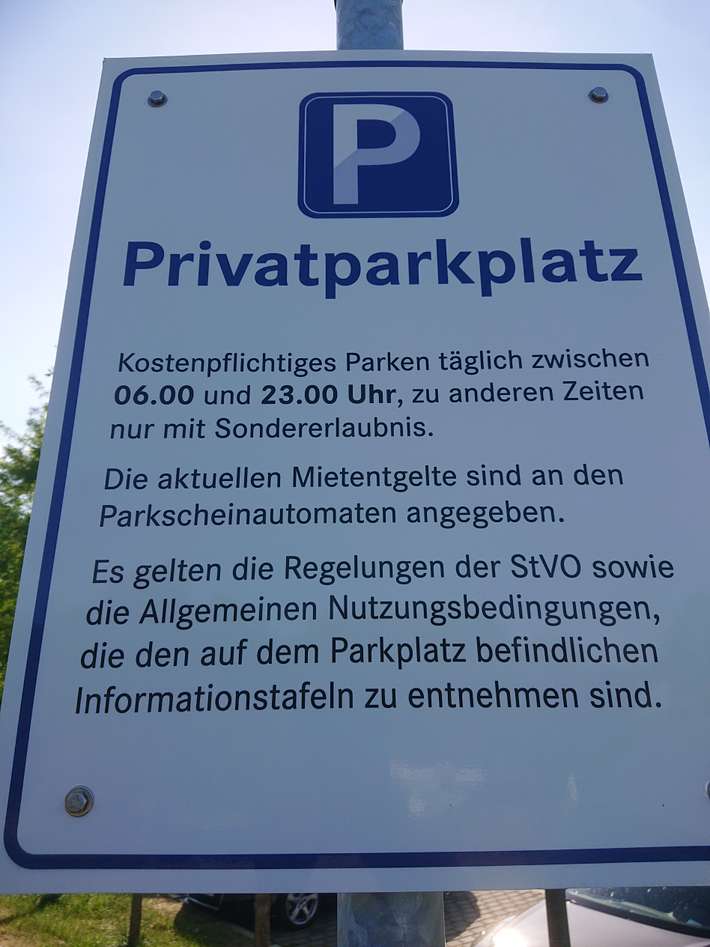 P
Privatparkplatz
Kostenpflichtiges Parken täglich zwischen
06.00 und 23.00 Uhr, zu anderen Zeiten
nur mit Sondererlaubnis.
Die aktuellen Mietentgelte sind an den
Parkscheinautomaten angegeben.
Es gelten die Regelungen der StVO sowie
die Allgemeinen Nutzungsbedingungen,
die den auf dem Parkplatz befindlichen
Informationstafeln zu entnehmen sind.